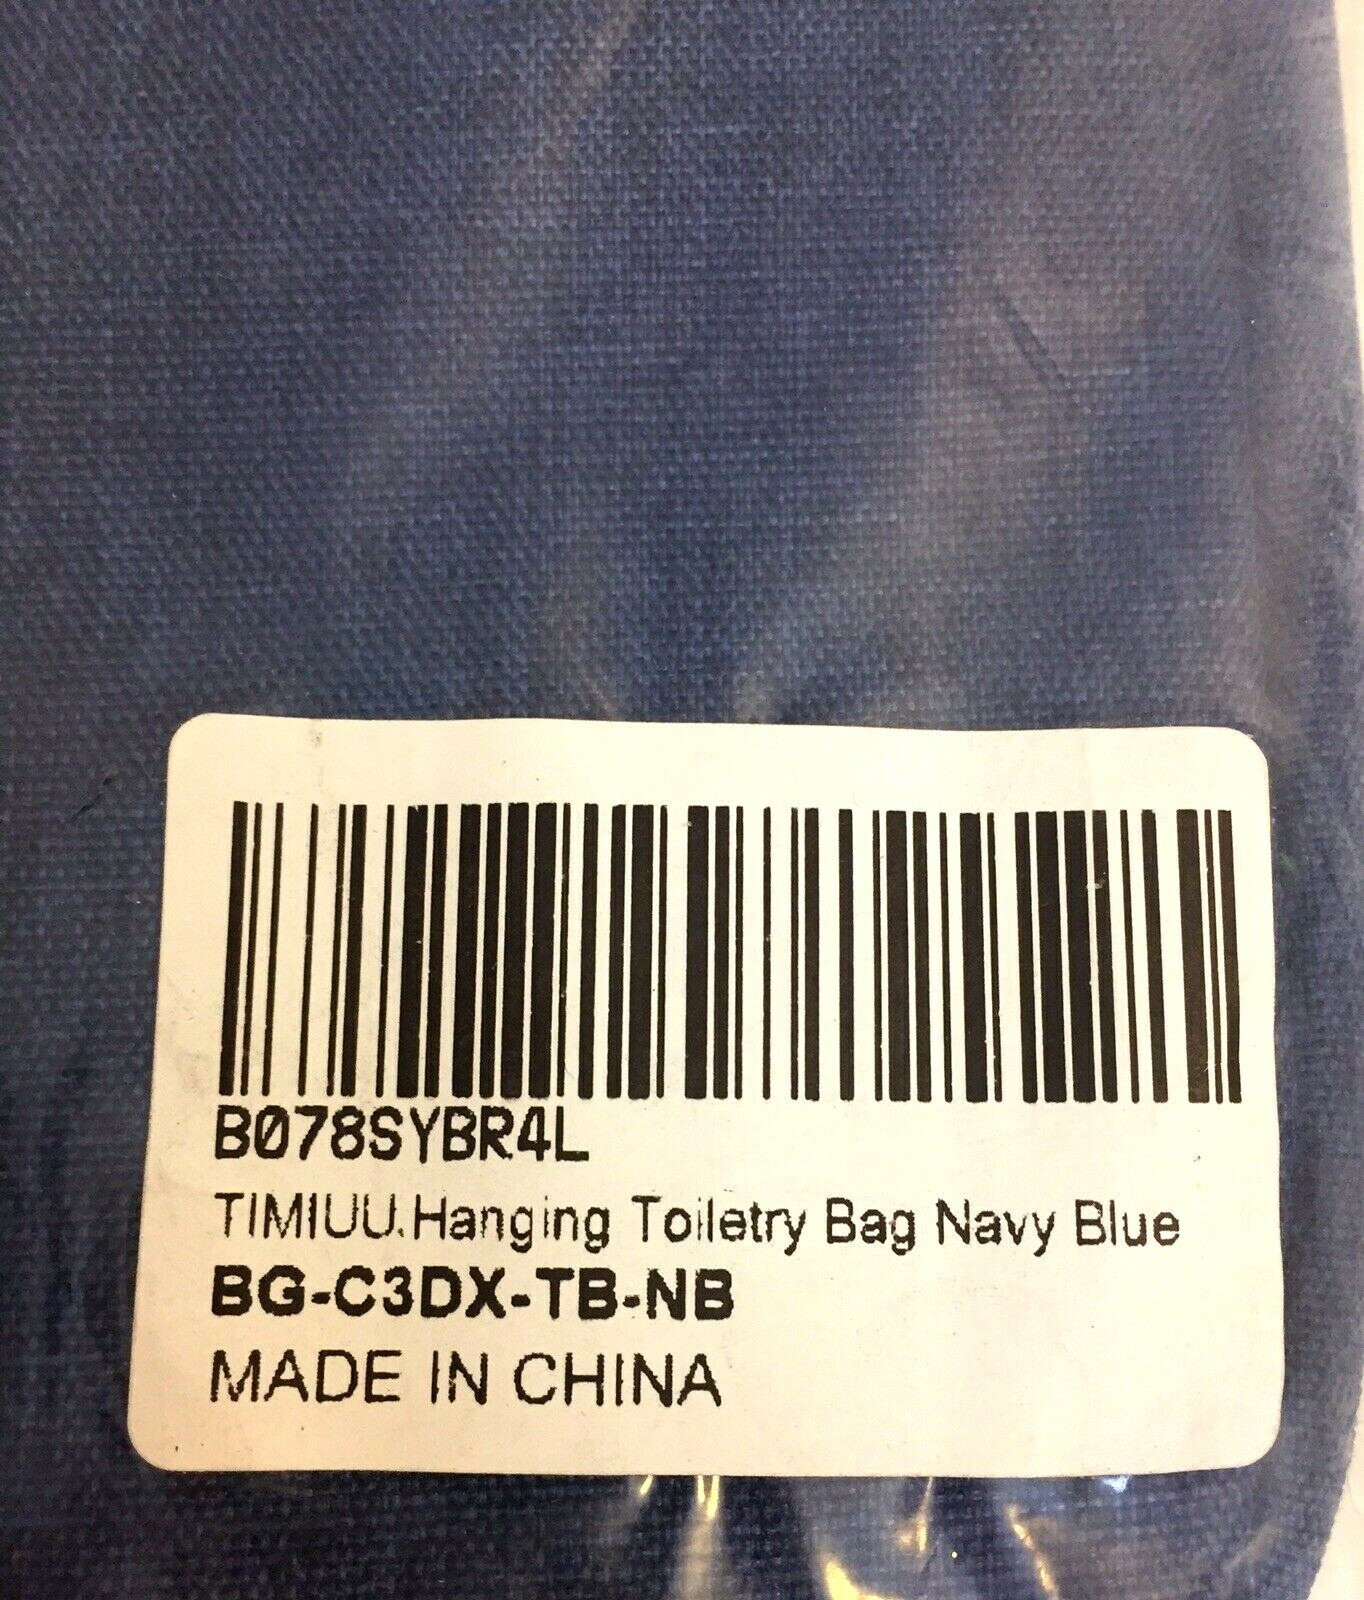 B078SYBR4L
TIMIUU.Hanging Toiletry Bag Navy Blue
BG-C3DX-TB-NB
MADE IN CHINA